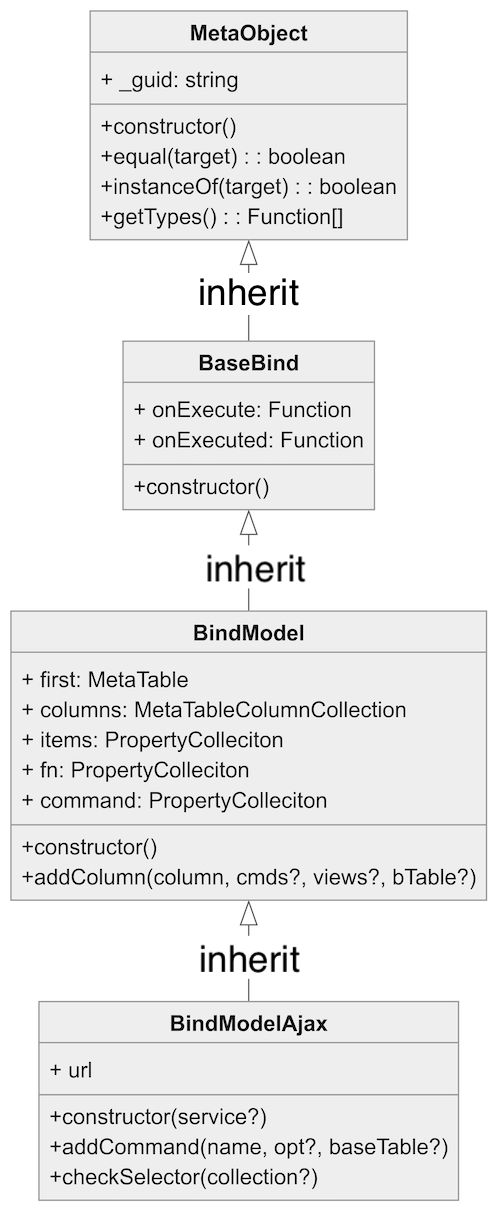 MetaObject
+ _guid: string
+constructor()
+equal(target) : : boolean
+instanceOf(target) : : boolean
+getTypes() : : Function[]
inherit
BaseBind
+ onExecute: Function
+ onExecuted: Function
+constructor()
inherit
BindModel
+ first: MetaTable
+ columns: MetaTableColumnCollection
+ items: PropertyColleciton
+ fn: PropertyColleciton
+ command: PropertyColleciton
+constructor()
+addColumn(column, cmds?, views?, bTable?)
inherit
BindModelAjax
+ url
+constructor(service?)
+addCommand(name, opt?, baseTable?)
+checkSelector(collection?)